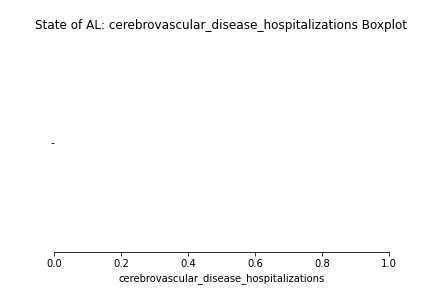 State of AL: cerebrovascular_disease_hospitalizations Boxplot
0.0 0.2 0.4 0.6 0.8 1.0
cerebrovascular_disease_hospitalizations